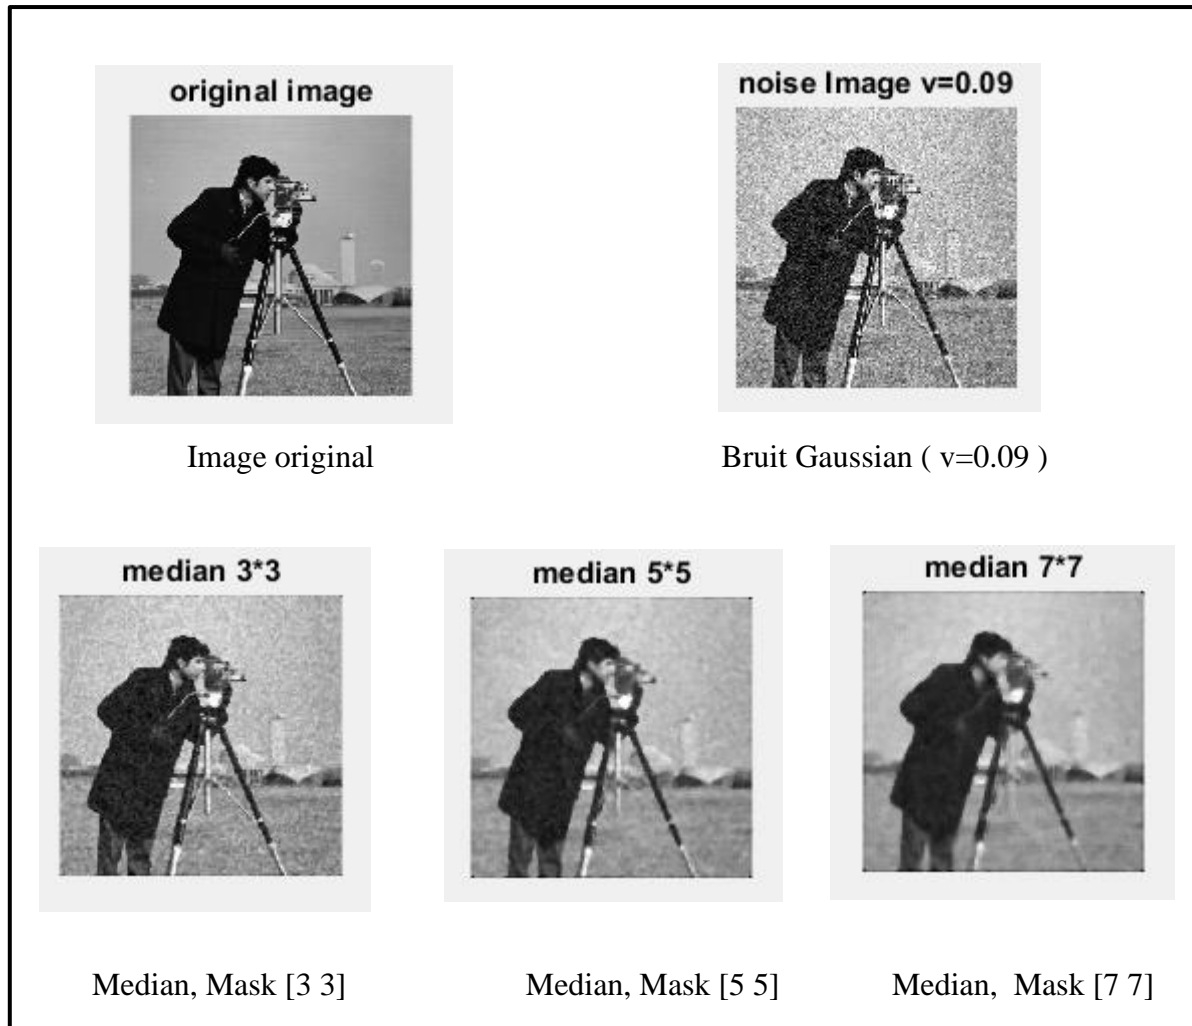 original image
noise Image v=0.09
Image original
Bruit Gaussian ( v=0.09 )
median 3*3
median 5*5
median 7*7
Median, Mask [3 3]
Median, Mask [5 5]
Median,  Mask [7 7]